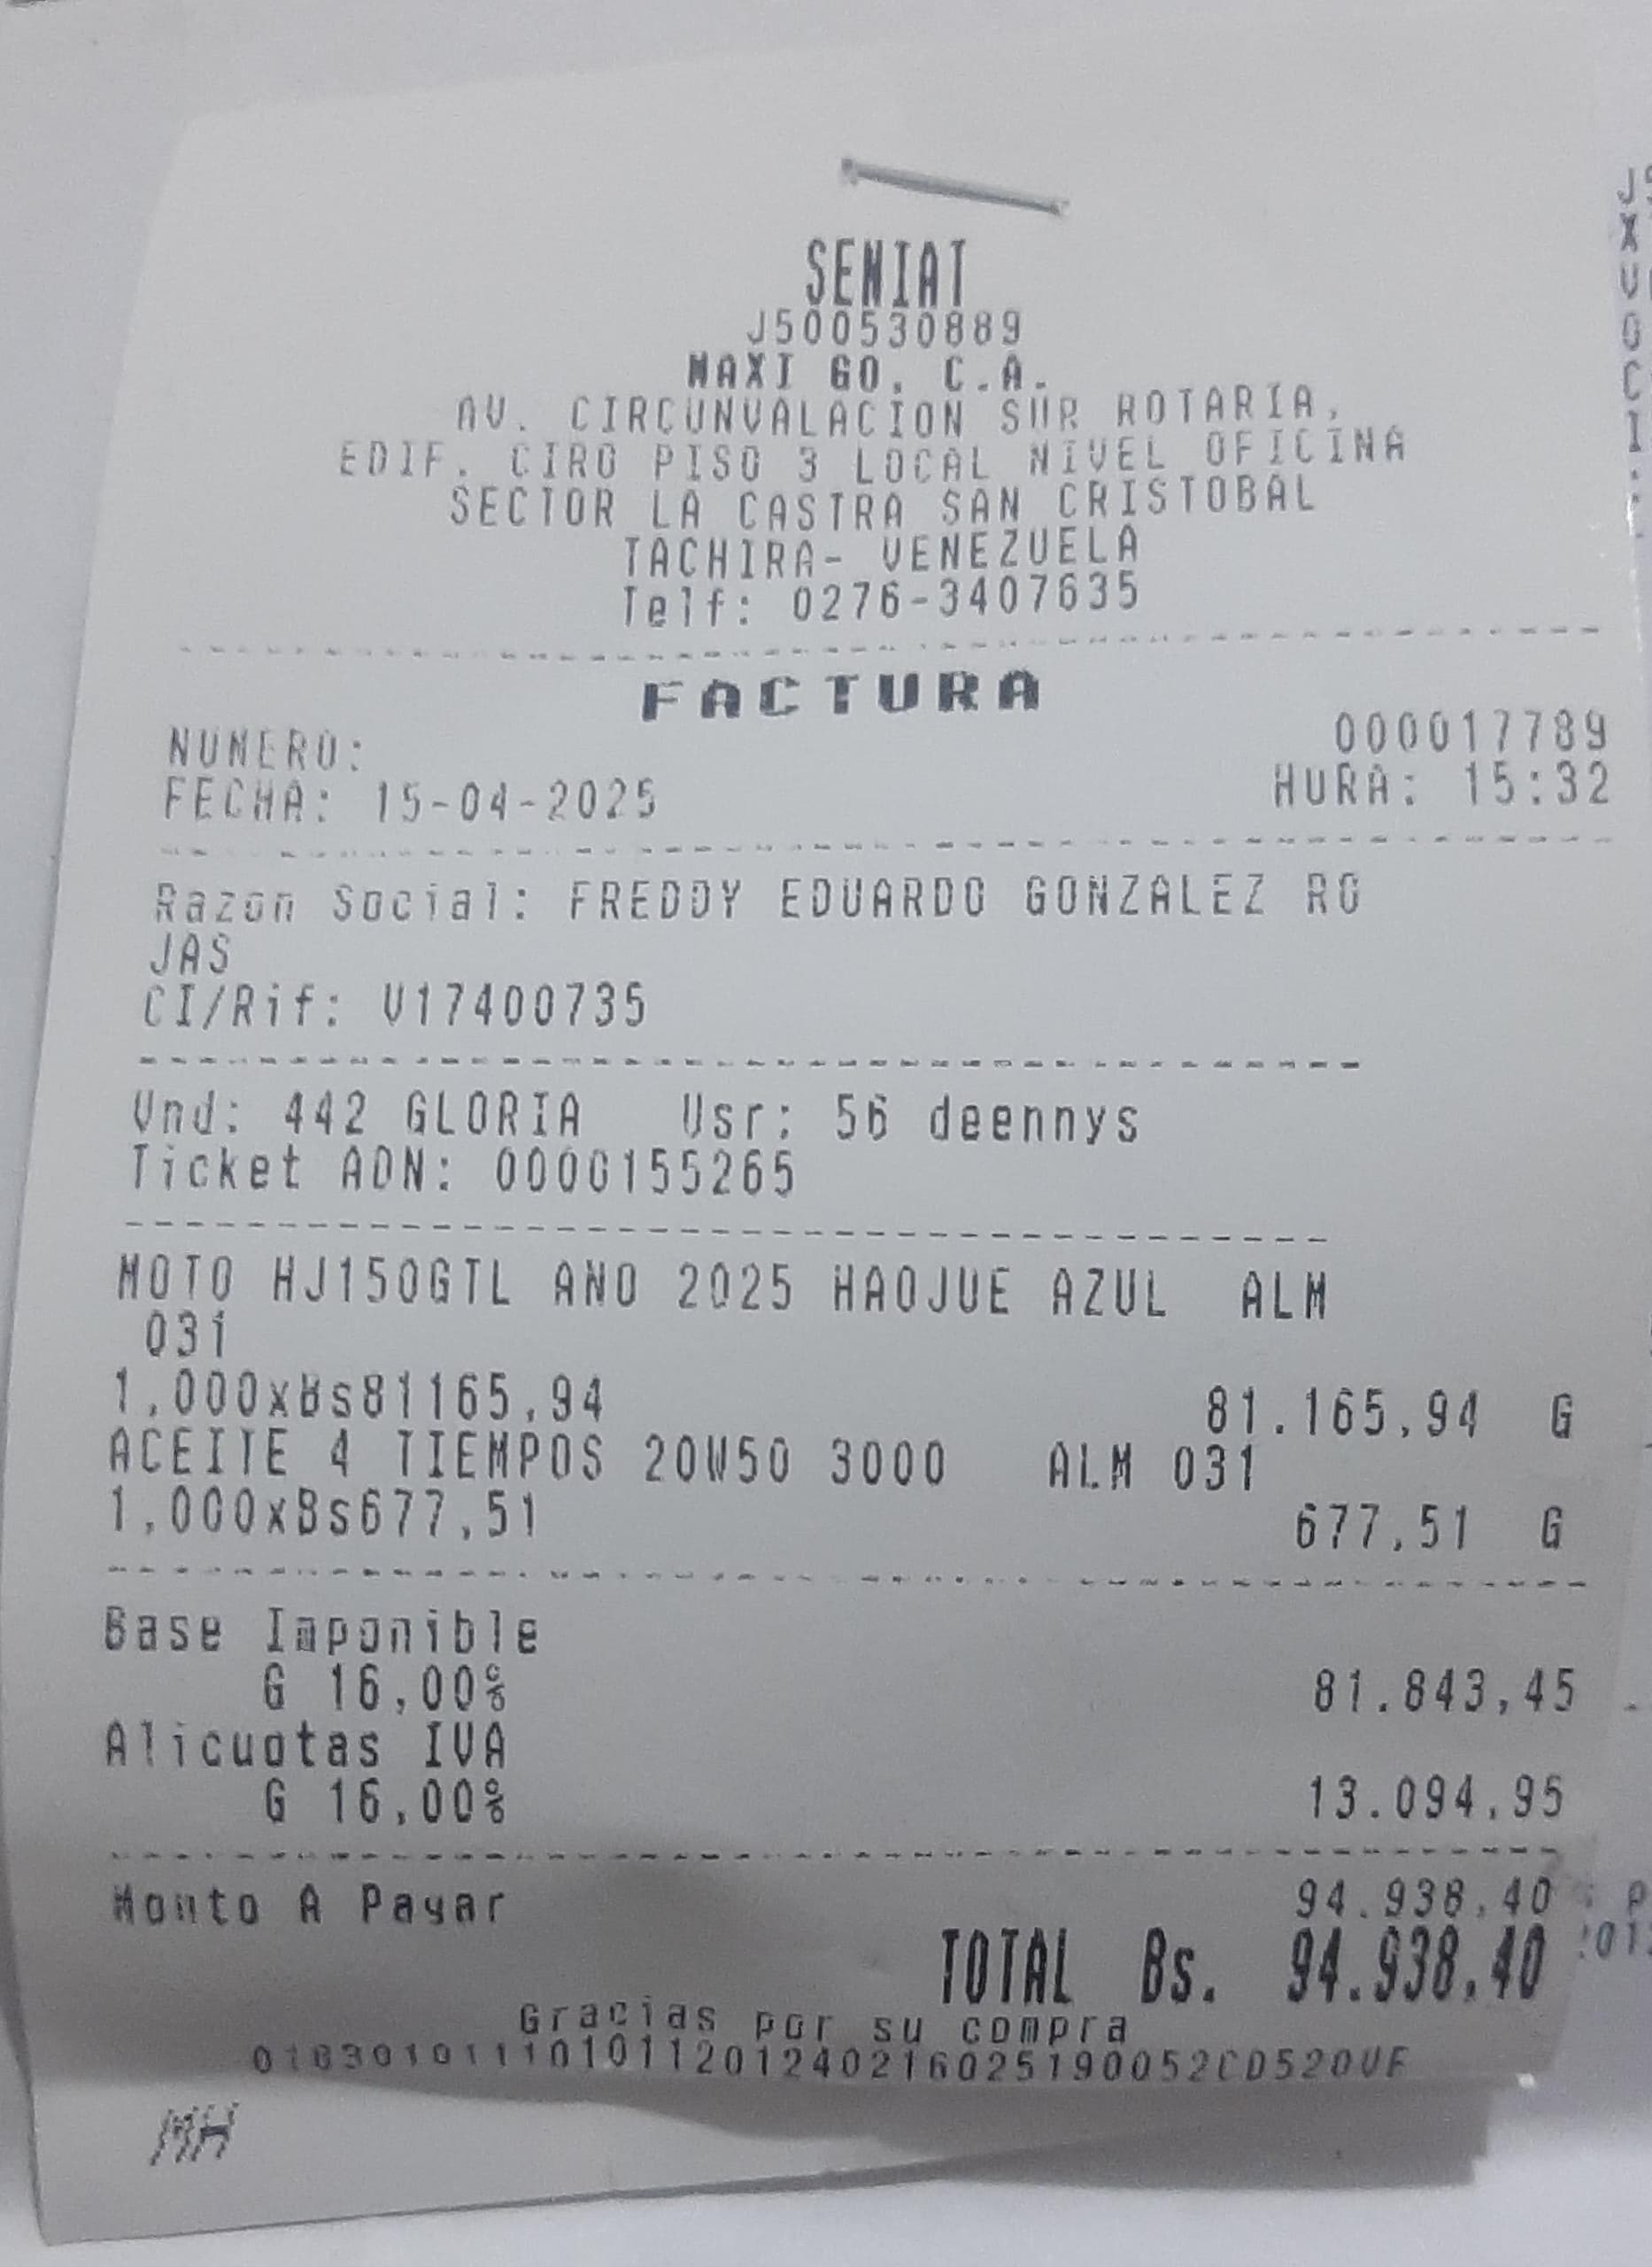 SENIAT
J500530889
MAXI GO, C.A.
AV. CIRCUNVALACION SUR ROTARIA,
EDIF. CIRO PISO 3 LOCAL NIVEL OFICINA
SECTOR LA CASTRA SAN CRISTOBAL
TACHIRA- VENEZUELA
Telf: 0276-3407635
FACTURA
NUMERO: 000017789
FECHA: 15-04-2025 HORA: 15:32
Razon Social: FREDDY EDUARDO GONZALEZ RO
JAS
CI/Rif: V17400735
Vnd: 442 GLORIA Usr: 56 deennys
Ticket ADN: 0000155265
MOTO HJ150GTL ANO 2025 HAOJUE AZUL ALM
031
1,000xBs81165,94 81.165,94 G
ACEITE 4 TIEMPOS 20W50 3000 ALM 031
1,000xBs677,51 677,51 G
Base Imponible
G 16,00% 81.843,45
Alicuotas IVA
G 16,00% 13.094,95
Monto A Pagar 94.938,40
TOTAL Bs. 94.938,40
Gracias por su compra
MH